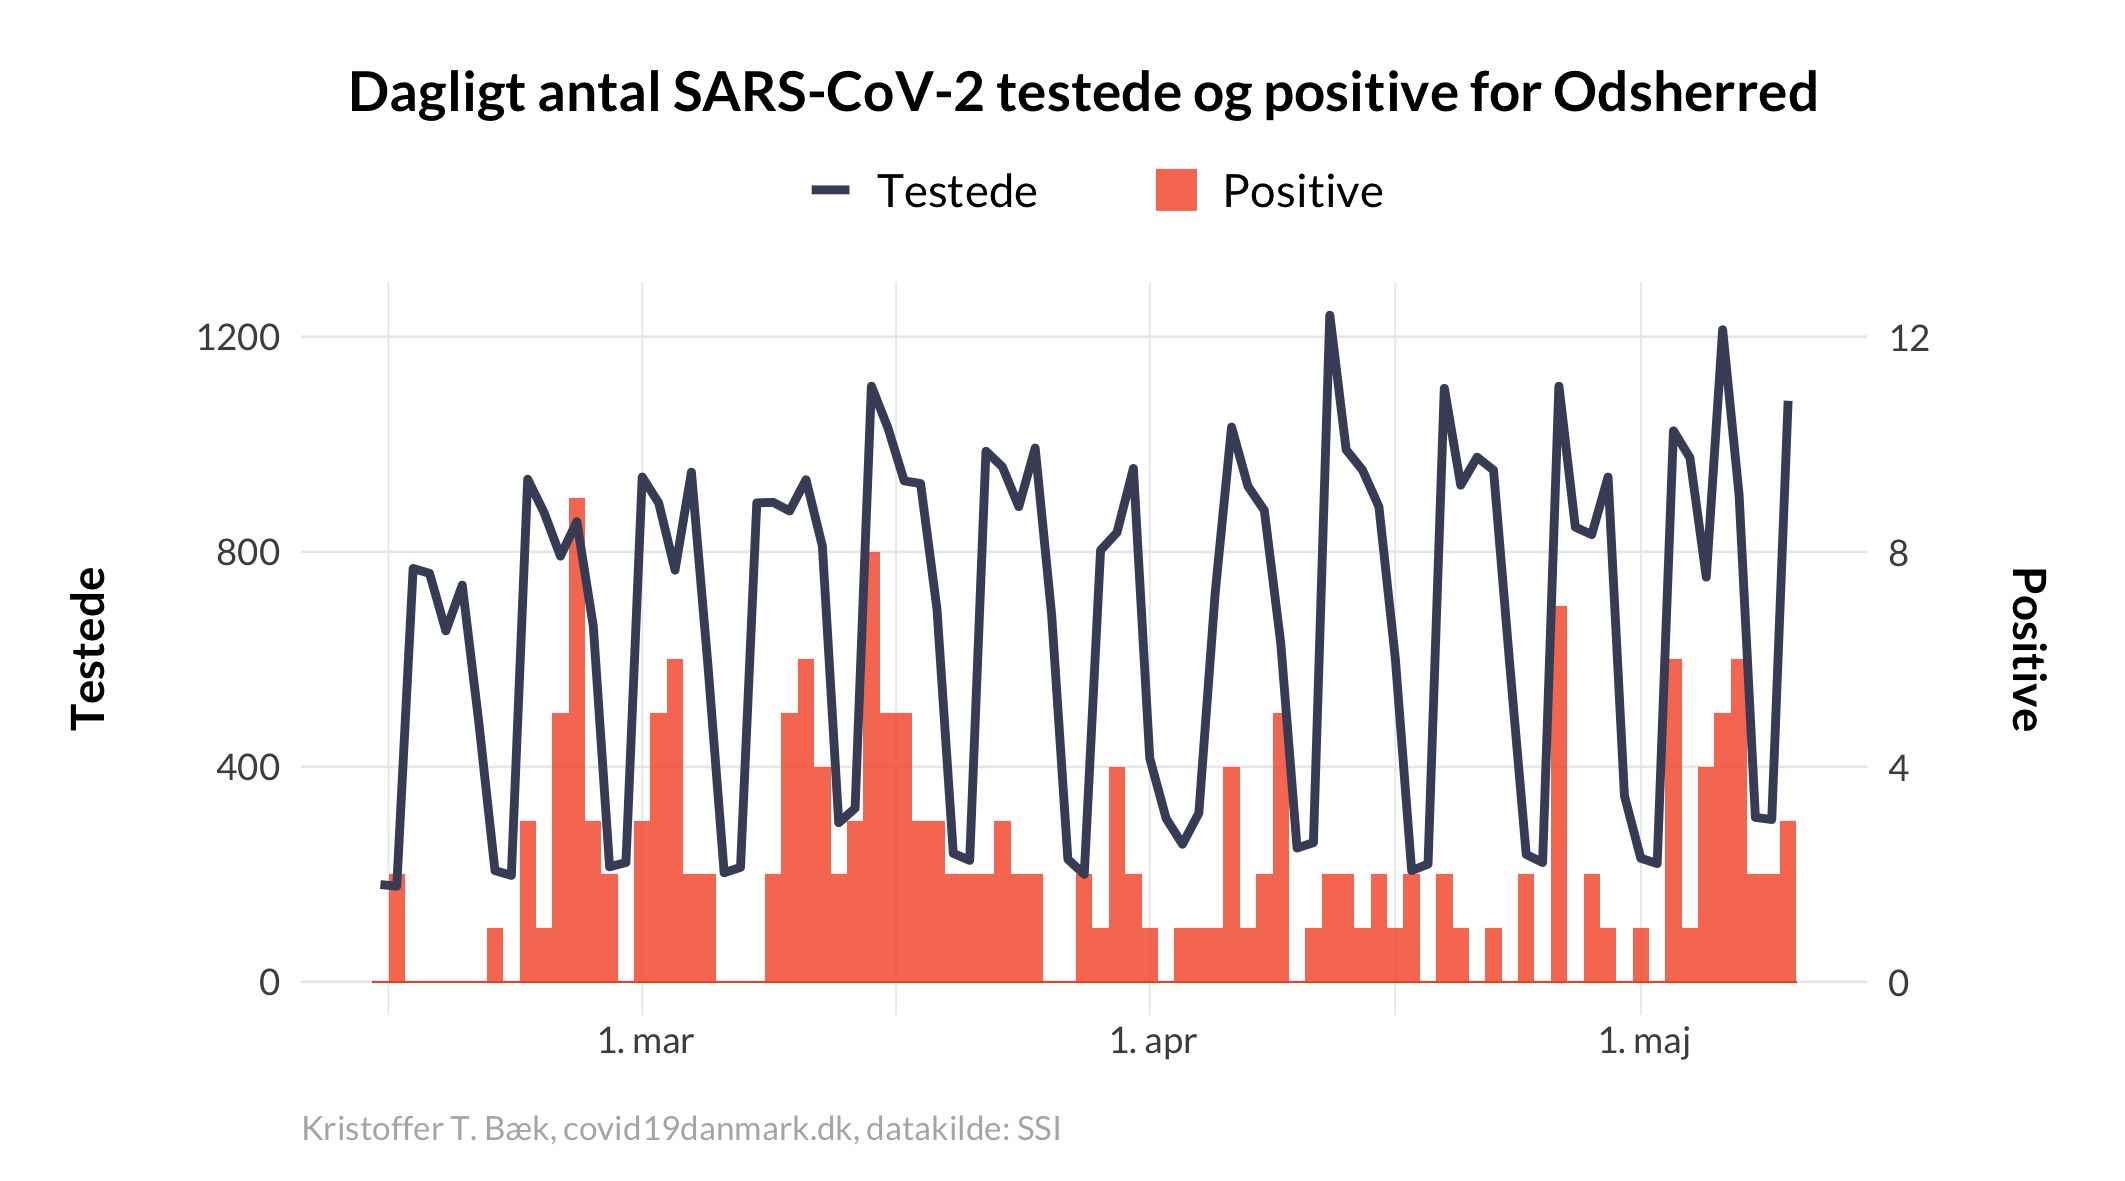 Dagligt antal SARS-CoV-2 testede og positive for Odsherred
Testede
Positive
1200
800
400
0
12
8
4
0
Testede
Positive
1. mar
1. apr
1. maj
Kristoffer T. Bæk, covid19danmark.dk, datakilde: SSI